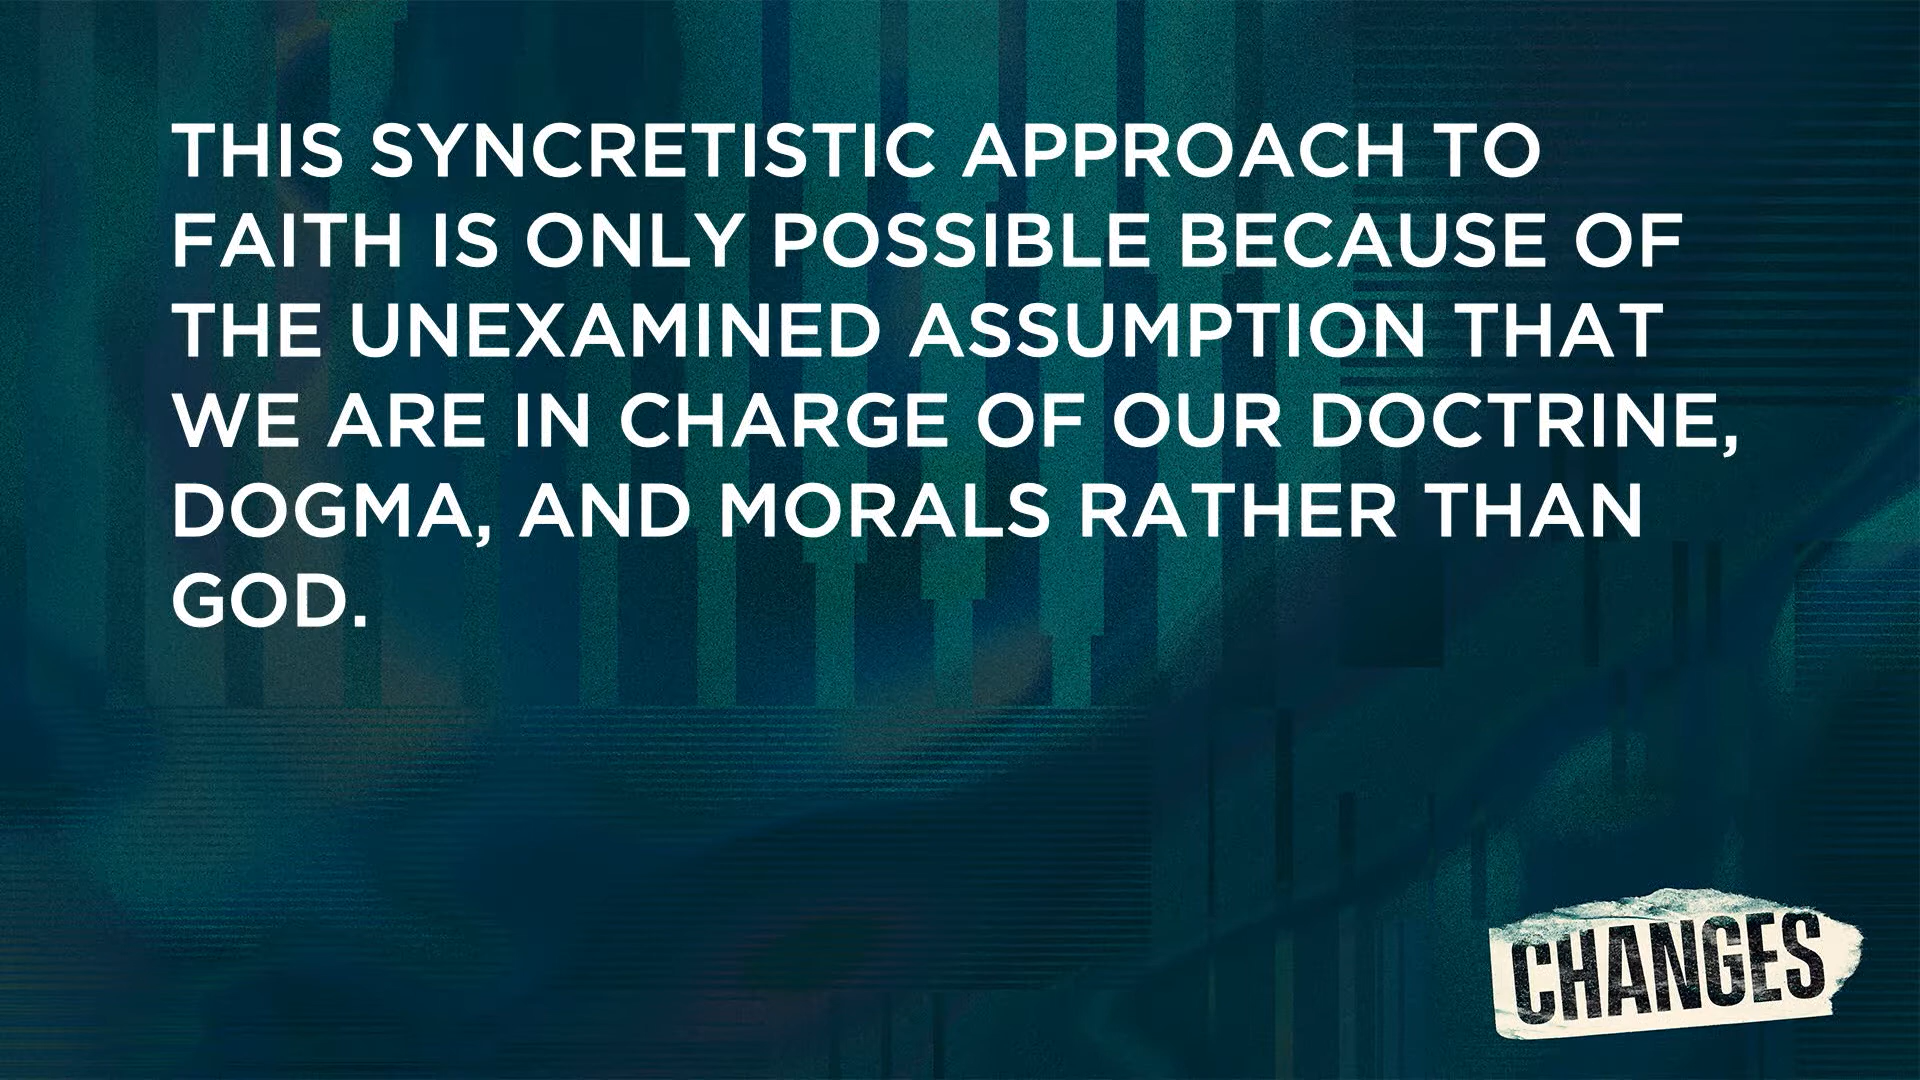 THIS SYNCRETISTIC APPROACH TO
FAITH IS ONLY POSSIBLE BECAUSE OF
THE UNEXAMINED ASSUMPTION THAT
WE ARE IN CHARGE OF OUR DOCTRINE,
DOGMA, AND MORALS RATHER THAN
GOD.
CHANGES